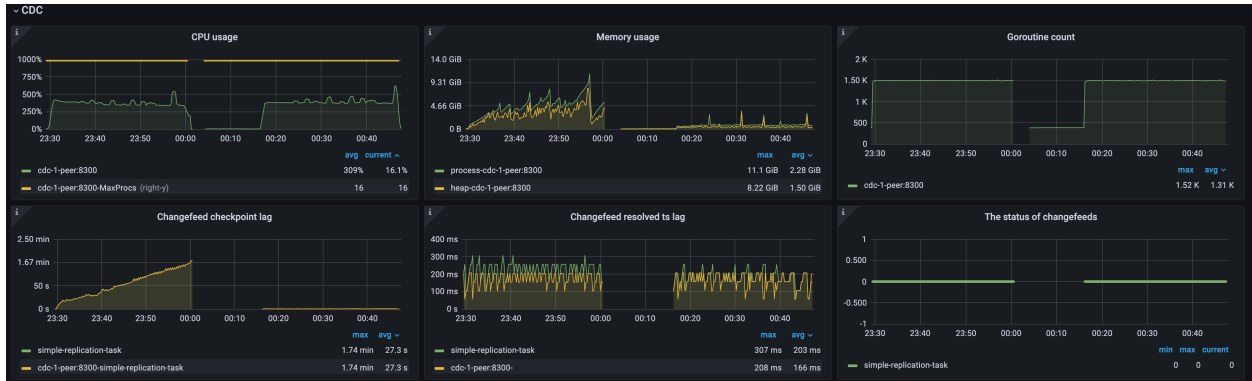 CDC
i
CPU usage
1000%
750%
500%
250%
0%
23:30 23:40 23:50 00:00 00:10 00:20 00:30 00:40
avg current
cdc-1-peer:8300 309% 16.1%
cdc-1-peer:8300-MaxProcs (right-y) 16 16
i
Memory usage
14.0 GiB
9.31 GiB
4.66 GiB
0 B
23:30 23:40 23:50 00:00 00:10 00:20 00:30 00:40
max avg
process-cdc-1-peer:8300 11.1 GiB 2.28 GiB
heap-cdc-1-peer:8300 8.22 GiB 1.50 GiB
i
Goroutine count
2 K
1.50 K
1 K
500
0
23:30 23:40 23:50 00:00 00:10 00:20 00:30 00:40
max avg
cdc-1-peer:8300 1.52 K 1.31 K
i
Changefeed checkpoint lag
2.50 min
1.67 min
50 s
0 s
23:30 23:40 23:50 00:00 00:10 00:20 00:30 00:40
max avg
simple-replication-task 1.74 min 27.3 s
cdc-1-peer:8300-simple-replication-task 1.74 min 27.3 s
i
Changefeed resolved ts lag
400 ms
300 ms
200 ms
100 ms
0 s
23:30 23:40 23:50 00:00 00:10 00:20 00:30 00:40
max avg
simple-replication-task 307 ms 203 ms
cdc-1-peer:8300- 208 ms 166 ms
i
The status of changefeeds
1
0.500
0
-0.500
-1
23:30 23:40 23:50 00:00 00:10 00:20 00:30 00:40
min max current
simple-replication-task 0 0 0